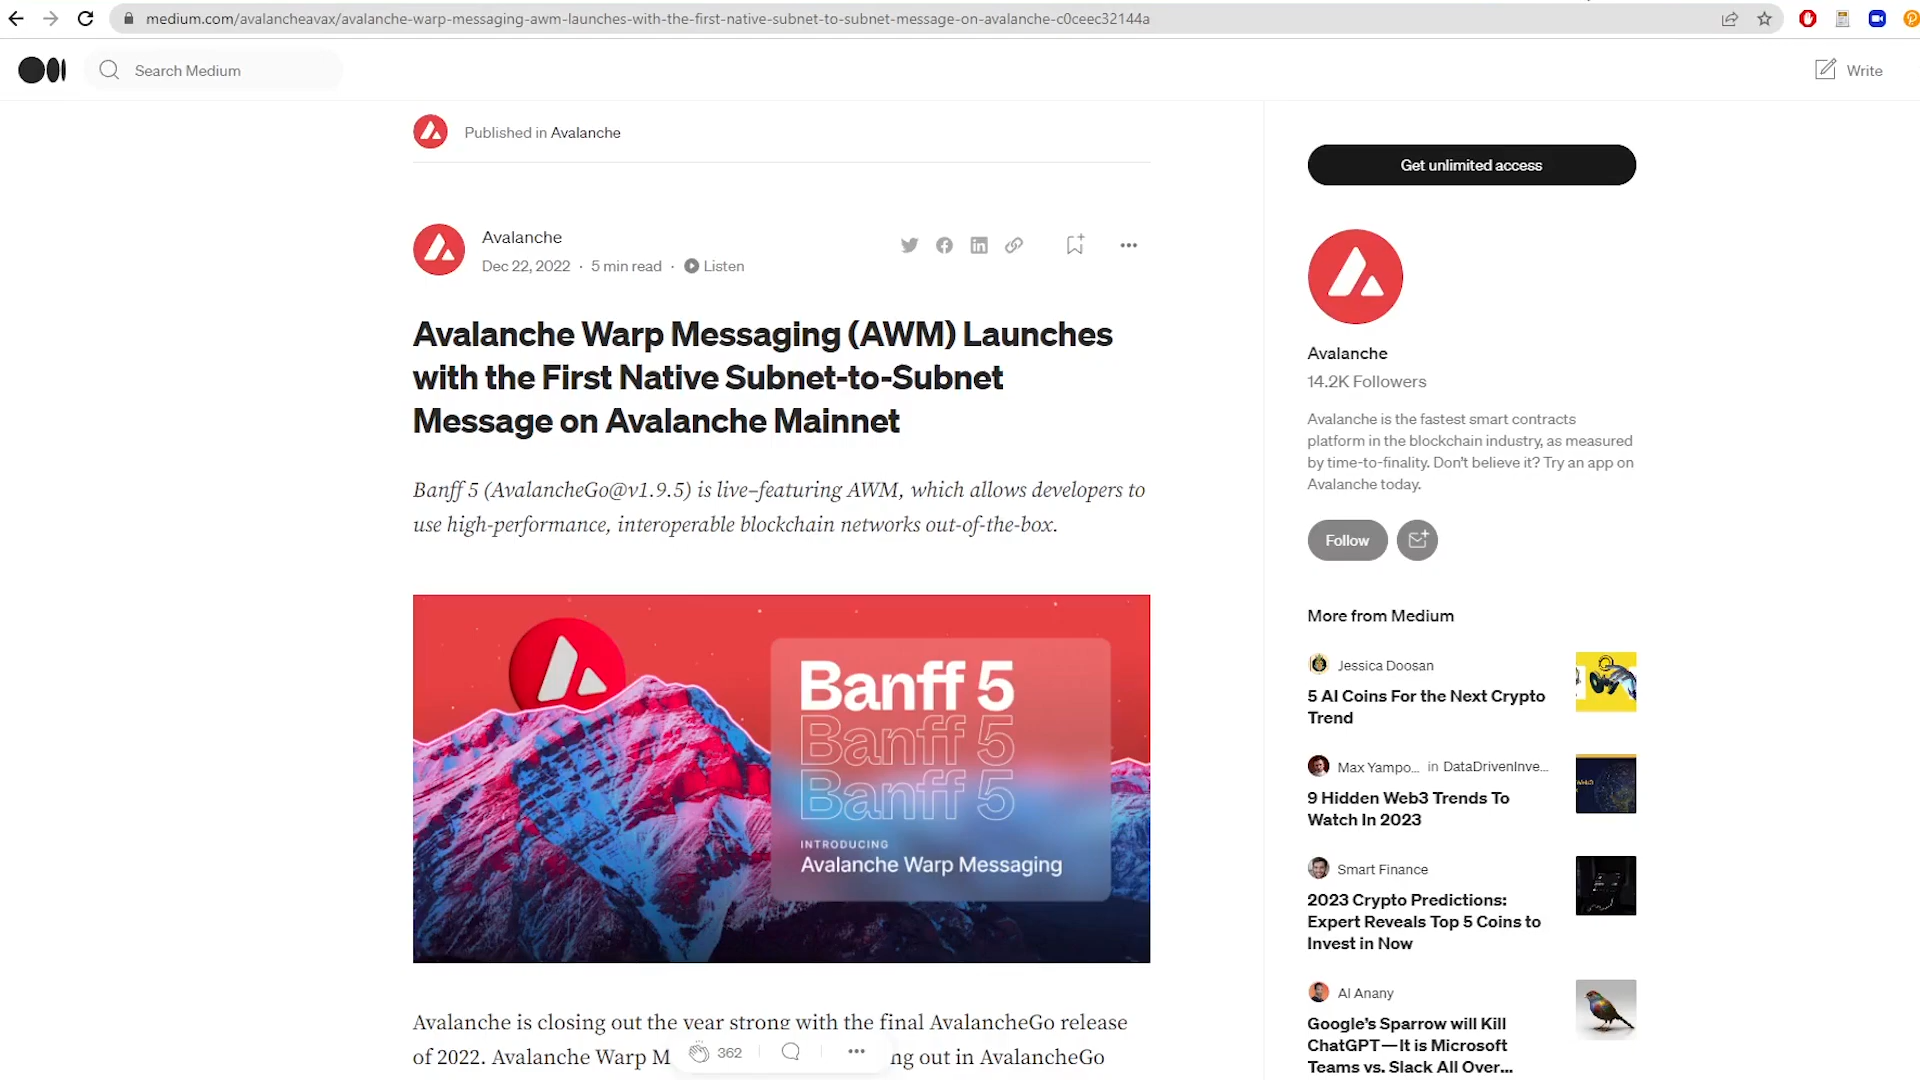 medium.com/avalancheavax/avalanche-warp-messaging-awm-launches-with-the-first-native-subnet-to-subnet-message-on-avalanche-c0ceec32144a
Search Medium
Write
Published in Avalanche
Avalanche
Dec 22, 2022 · 5 min read · Listen
Avalanche Warp Messaging (AWM) Launches
with the First Native Subnet-to-Subnet
Message on Avalanche Mainnet
Banff 5 (AvalancheGo@v1.9.5) is live–featuring AWM, which allows developers to
use high-performance, interoperable blockchain networks out-of-the-box.
Banff 5
Banff 5
Banff 5
INTRODUCING
Avalanche Warp Messaging
Avalanche is closing out the year strong with the final AvalancheGo release
of 2022. Avalanche Warp M
ng out in AvalancheGo
362
Get unlimited access
Avalanche
14.2K Followers
Avalanche is the fastest smart contracts
platform in the blockchain industry, as measured
by time-to-finality. Don't believe it? Try an app on
Avalanche today.
Follow
More from Medium
Jessica Doosan
5 AI Coins For the Next Crypto
Trend
Max Yampo... in DataDrivenInve...
9 Hidden Web3 Trends To
Watch In 2023
Smart Finance
2023 Crypto Predictions:
Expert Reveals Top 5 Coins to
Invest in Now
Al Anany
Google's Sparrow will Kill
ChatGPT — It is Microsoft
Teams vs. Slack All Over...